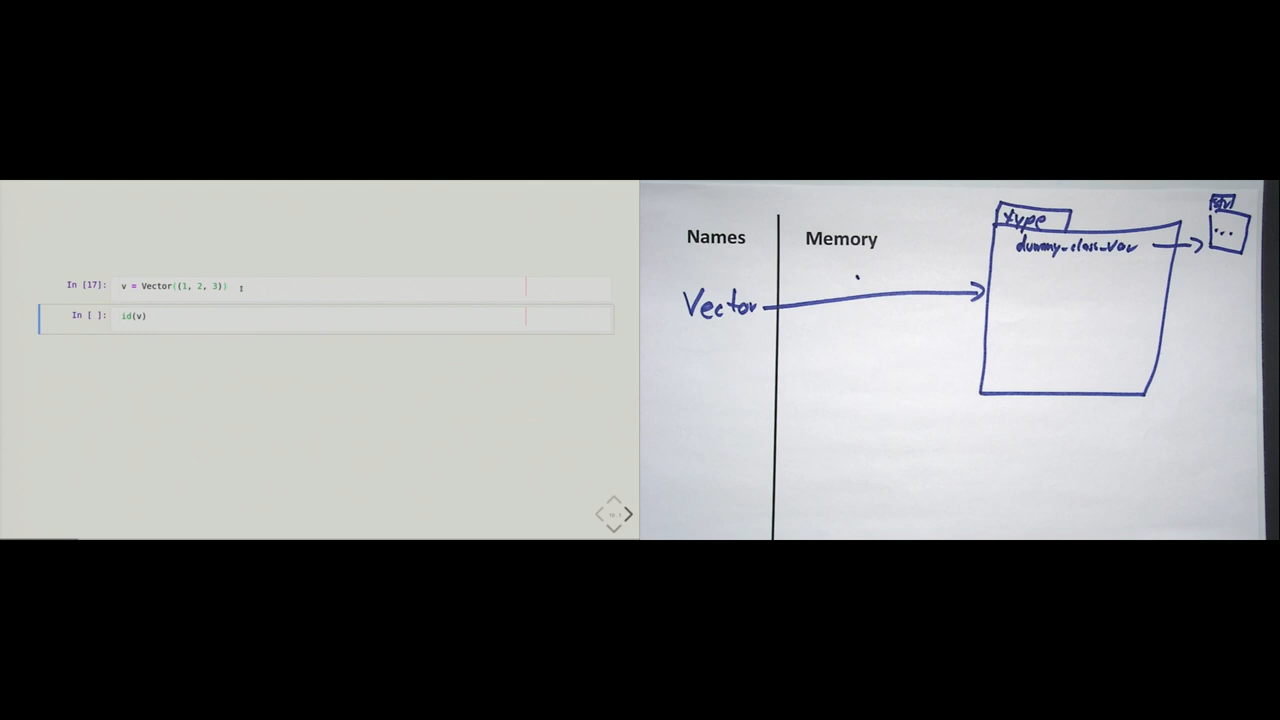 In [17]: v = Vector((1, 2, 3))
In [ ]: id(v)
Names
Memory
type
dummy_class_var
...
Vector